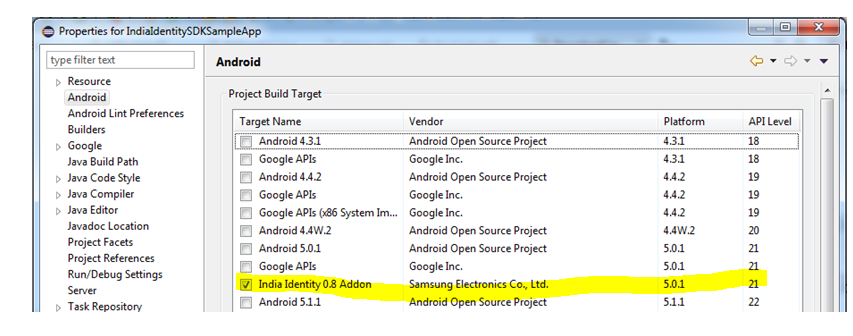 Properties for IndiaIdentitySDKSampleApp
type filter text
Android
Resource
Android
Android Lint Preferences
Builders
Google
Java Build Path
Java Code Style
Java Compiler
Java Editor
Javadoc Location
Project Facets
Project References
Run/Debug Settings
Server
Task Repository
Project Build Target
Target Name Vendor Platform API Level
Android 4.3.1 Android Open Source Project 4.3.1 18
Google APIs Google Inc. 4.3.1 18
Android 4.4.2 Android Open Source Project 4.4.2 19
Google APIs Google Inc. 4.4.2 19
Google APIs (x86 System Im... Google Inc. 4.4.2 19
Android 4.4W.2 Android Open Source Project 4.4W.2 20
Android 5.0.1 Android Open Source Project 5.0.1 21
Google APIs Google Inc. 5.0.1 21
India Identity 0.8 Addon Samsung Electronics Co., Ltd. 5.0.1 21
Android 5.1.1 Android Open Source Project 5.1.1 22